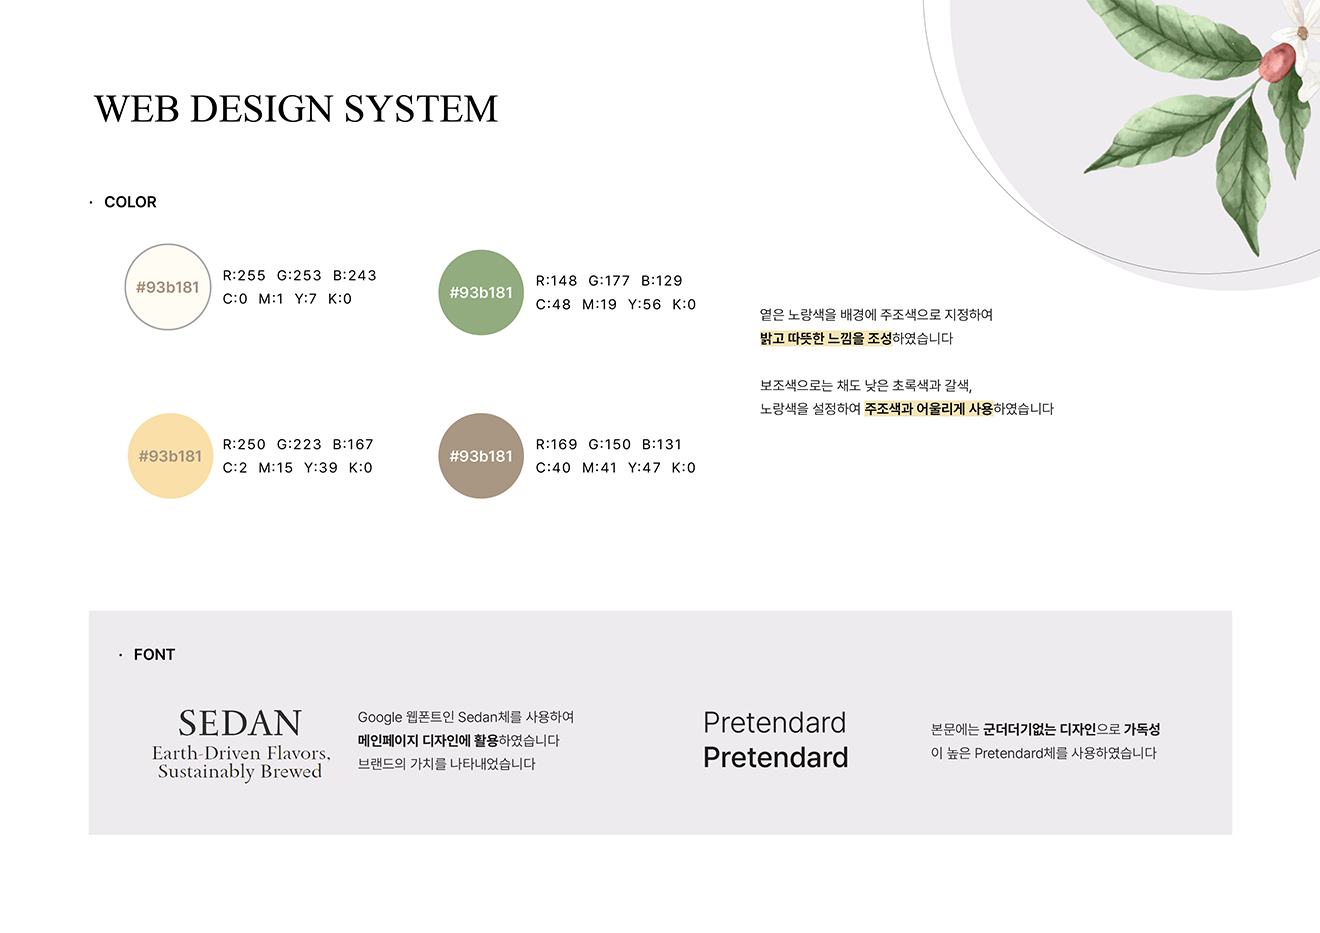 WEB DESIGN SYSTEM
· COLOR
#93b181
R:255 G:253 B:243
C:0 M:1 Y:7 K:0
#93b181
R:148 G:177 B:129
C:48 M:19 Y:56 K:0
#93b181
R:250 G:223 B:167
C:2 M:15 Y:39 K:0
#93b181
R:169 G:150 B:131
C:40 M:41 Y:47 K:0
옅은 노랑색을 배경에 주조색으로 지정하여
밝고 따뜻한 느낌을 조성하였습니다
보조색으로는 채도 낮은 초록색과 갈색,
노랑색을 설정하여 주조색과 어울리게 사용하였습니다
· FONT
SEDAN
Earth-Driven Flavors,
Sustainably Brewed
Google 웹폰트인 Sedan체를 사용하여
메인페이지 디자인에 활용하였습니다
브랜드의 가치를 나타내었습니다
Pretendard
Pretendard
본문에는 군더더기없는 디자인으로 가독성
이 높은 Pretendard체를 사용하였습니다